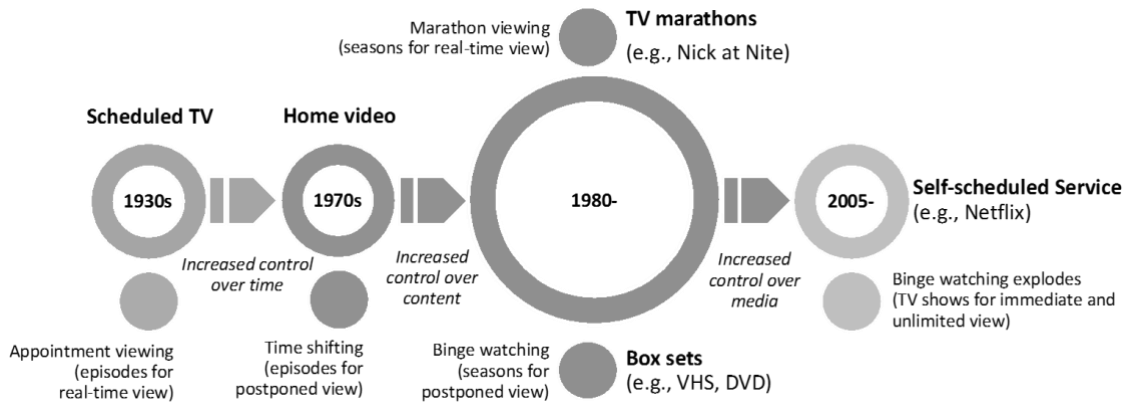 Marathon viewing
(seasons for real-time view)
TV marathons
(e.g., Nick at Nite)
Scheduled TV
Home video
1930s
1970s
1980-
2005-
Self-scheduled Service
(e.g., Netflix)
Increased control
over time
Increased
control over
content
Increased
control over
media
Binge watching explodes
(TV shows for immediate and
unlimited view)
Appointment viewing
(episodes for
real-time view)
Time shifting
(episodes for
postponed view)
Binge watching
(seasons for
postponed view)
Box sets
(e.g., VHS, DVD)